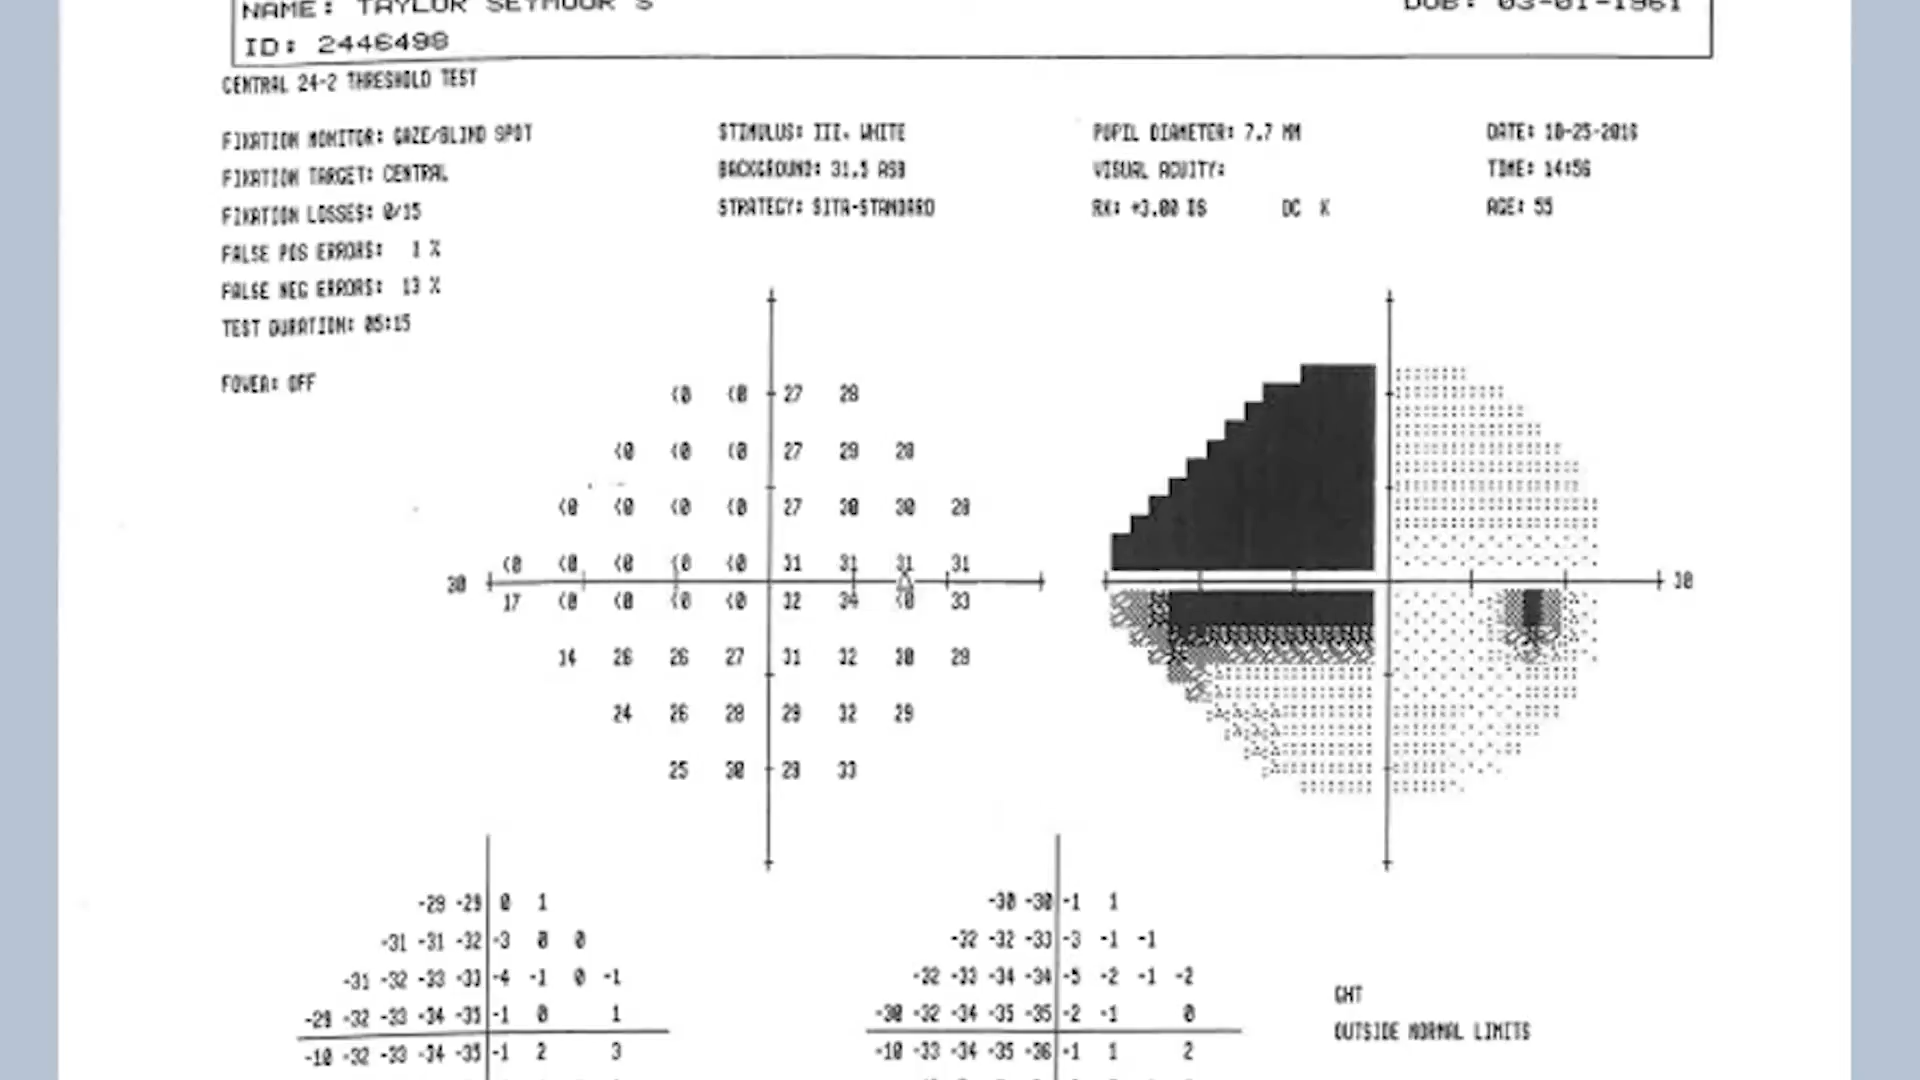 NAME: TAYLOR SEYMOUR S DOB: 03-01-1961
ID: 2446498
CENTRAL 24-2 THRESHOLD TEST
FIXATION MONITOR: GAZE/BLIND SPOT STIMULUS: III, WHITE PUPIL DIAMETER: 7.7 MM DATE: 10-25-2016
FIXATION TARGET: CENTRAL BACKGROUND: 31.5 ASB VISUAL ACUITY: TIME: 14:56
FIXATION LOSSES: 0/15 STRATEGY: SITA-STANDARD RX: +3.00 DS DC X AGE: 55
FALSE POS ERRORS: 1 %
FALSE NEG ERRORS: 13 %
TEST DURATION: 05:15
FOVEA: OFF
<0 <0 27 28
<0 <0 <0 27 29 28
<0 <0 <0 <0 27 30 30 28
<0 <0 <0 <0 <0 31 31 31 31
30 30
17 <0 <0 <0 <0 32 34 <0 33
14 26 26 27 31 32 30 29
24 26 28 29 32 29
25 30 29 33
-29 -29 0 1 -30 -30 -1 1
-31 -31 -32 -3 0 0 -32 -32 -33 -3 -1 -1
-31 -32 -33 -33 -4 -1 0 -1 -32 -33 -34 -34 -5 -2 -1 -2
GHT
-29 -32 -33 -34 -35 -1 0 1 -30 -32 -34 -35 -35 -2 -1 0
OUTSIDE NORMAL LIMITS
-10 -32 -33 -34 -35 -1 2 3 -10 -33 -34 -35 -36 -1 1 2